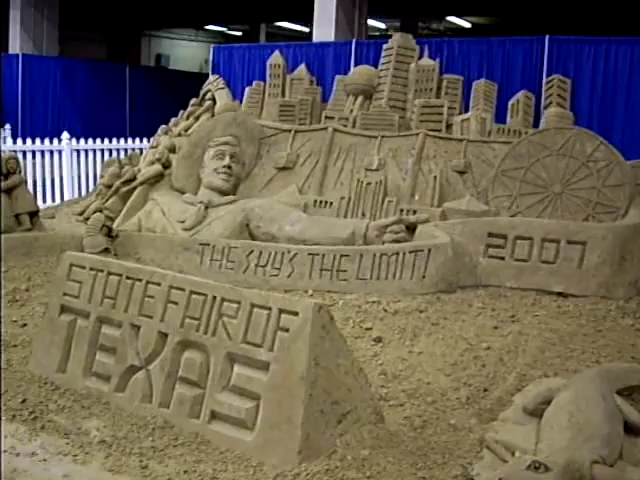 THE SKY'S THE LIMIT!
2007
STATE FAIR OF
TEXAS